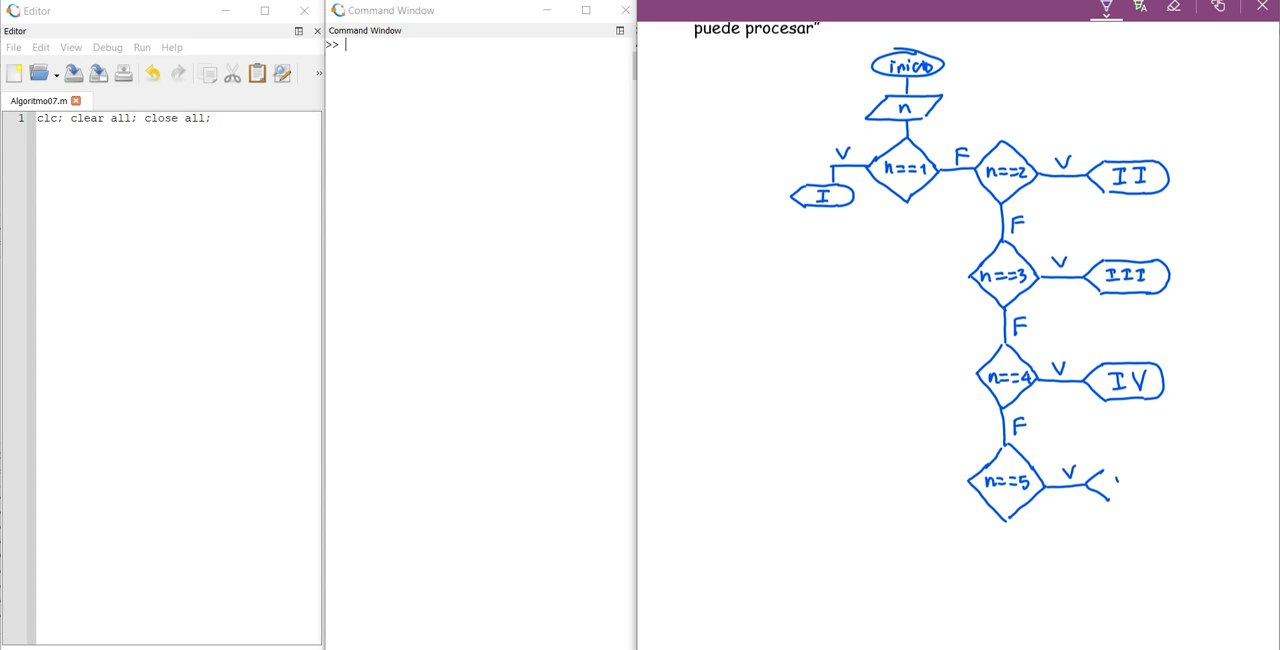 Editor
Editor
File Edit View Debug Run Help
»
Algoritmo07.m
1 clc; clear all; close all;
Command Window
Command Window
>>
puede procesar”
inicio
n
V
n==1
F
n==2
V
II
I
F
n==3
V
III
F
n==4
V
IV
F
n==5
V